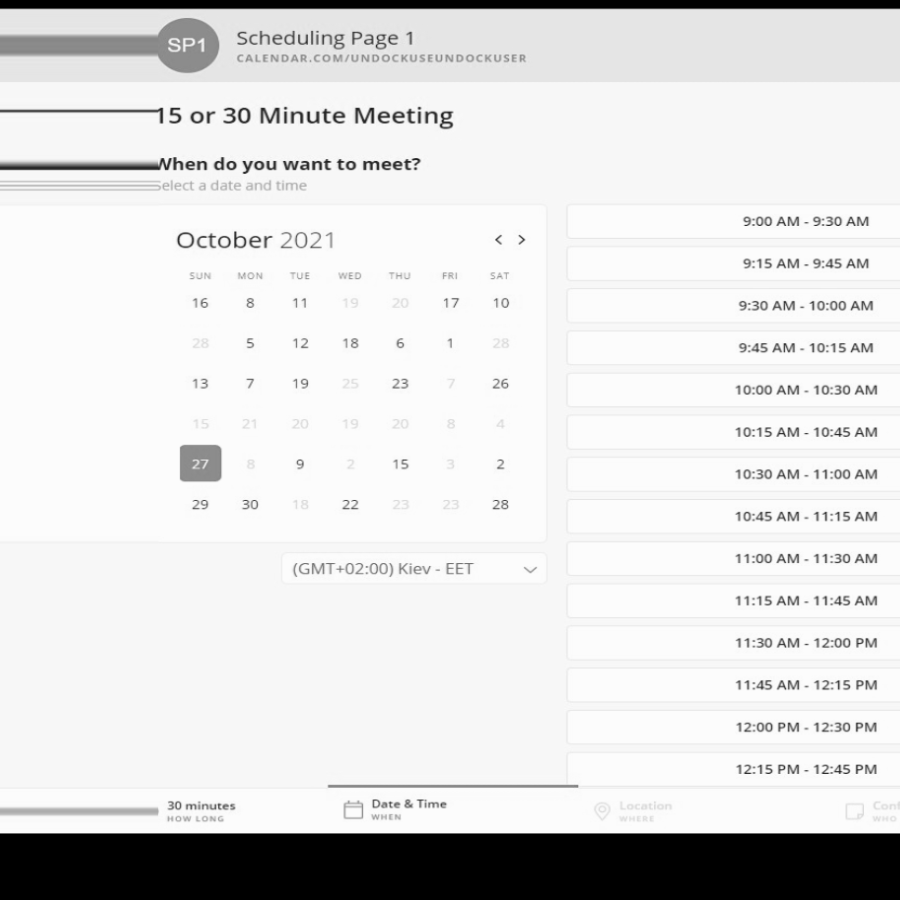 SP1
Scheduling Page 1
CALENDAR.COM/UNDOCKUSEUNDOCKUSER
15 or 30 Minute Meeting
When do you want to meet?
Select a date and time
October 2021
< >
SUN MON TUE WED THU FRI SAT
16 8 11 19 20 17 10
28 5 12 18 6 1 28
13 7 19 25 23 7 26
15 21 20 19 20 8 4
27 8 9 2 15 3 2
29 30 18 22 23 23 28
(GMT+02:00) Kiev - EET
9:00 AM - 9:30 AM
9:15 AM - 9:45 AM
9:30 AM - 10:00 AM
9:45 AM - 10:15 AM
10:00 AM - 10:30 AM
10:15 AM - 10:45 AM
10:30 AM - 11:00 AM
10:45 AM - 11:15 AM
11:00 AM - 11:30 AM
11:15 AM - 11:45 AM
11:30 AM - 12:00 PM
11:45 AM - 12:15 PM
12:00 PM - 12:30 PM
12:15 PM - 12:45 PM
30 minutes
HOW LONG
Date & Time
WHEN
Location
WHERE
WHO